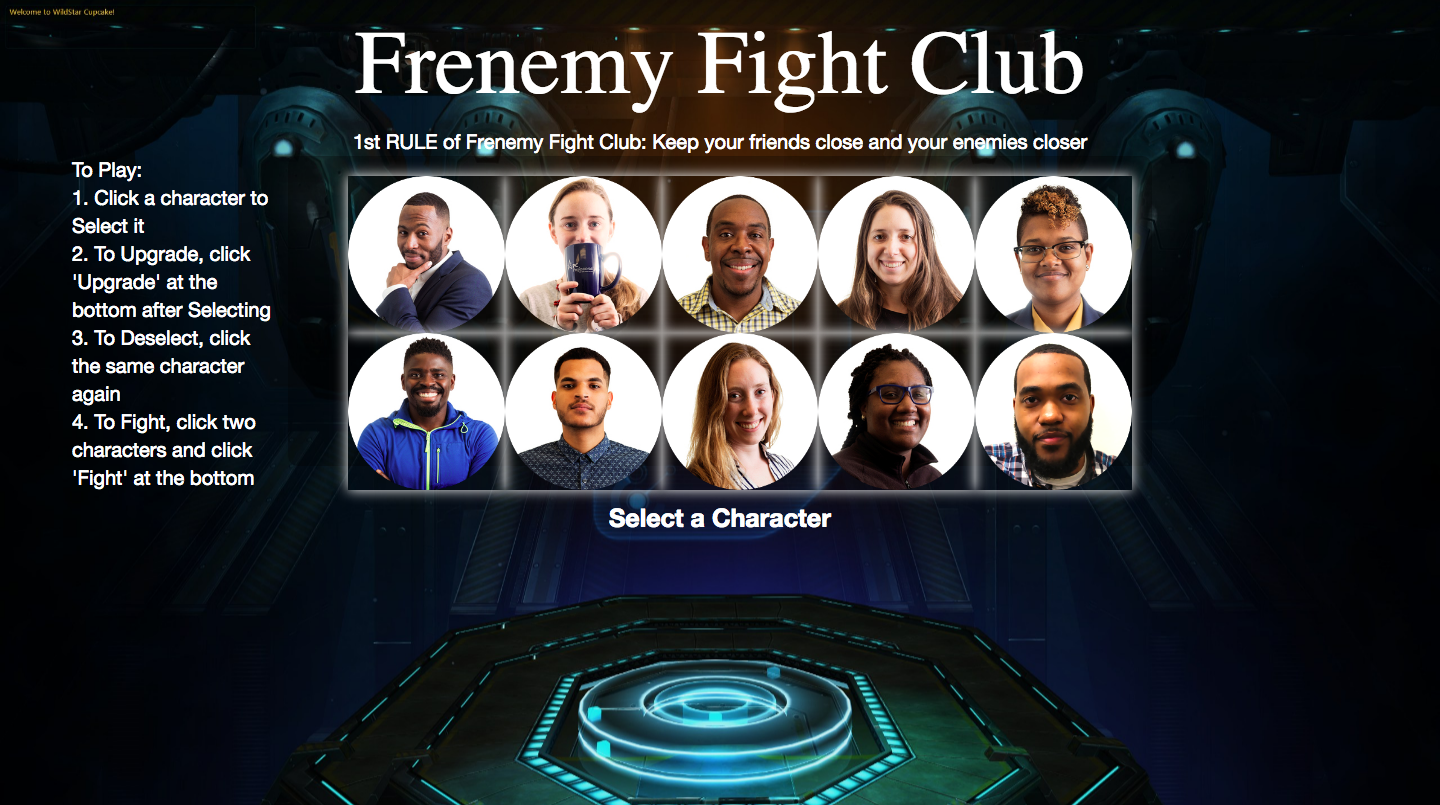 Welcome to WildStar Cupcake!
Frenemy Fight Club
1st RULE of Frenemy Fight Club: Keep your friends close and your enemies closer
To Play:
1. Click a character to
Select it
2. To Upgrade, click
'Upgrade' at the
bottom after Selecting
3. To Deselect, click
the same character
again
4. To Fight, click two
characters and click
'Fight' at the bottom
Select a Character